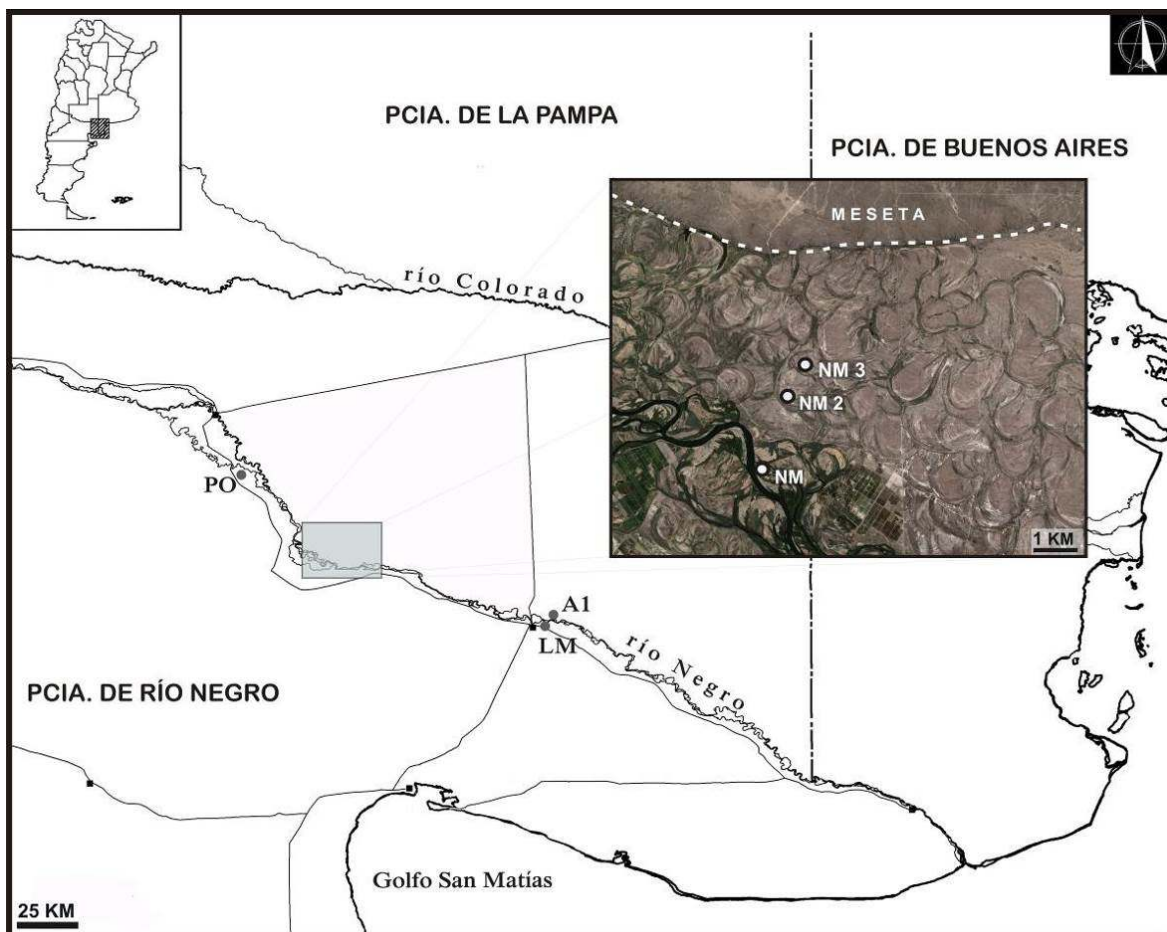 PCIA. DE LA PAMPA
PCIA. DE BUENOS AIRES
MESETA
río Colorado
NM 3
NM 2
NM
PO
1 KM
A1
LM
río Negro
PCIA. DE RÍO NEGRO
Golfo San Matías
25 KM